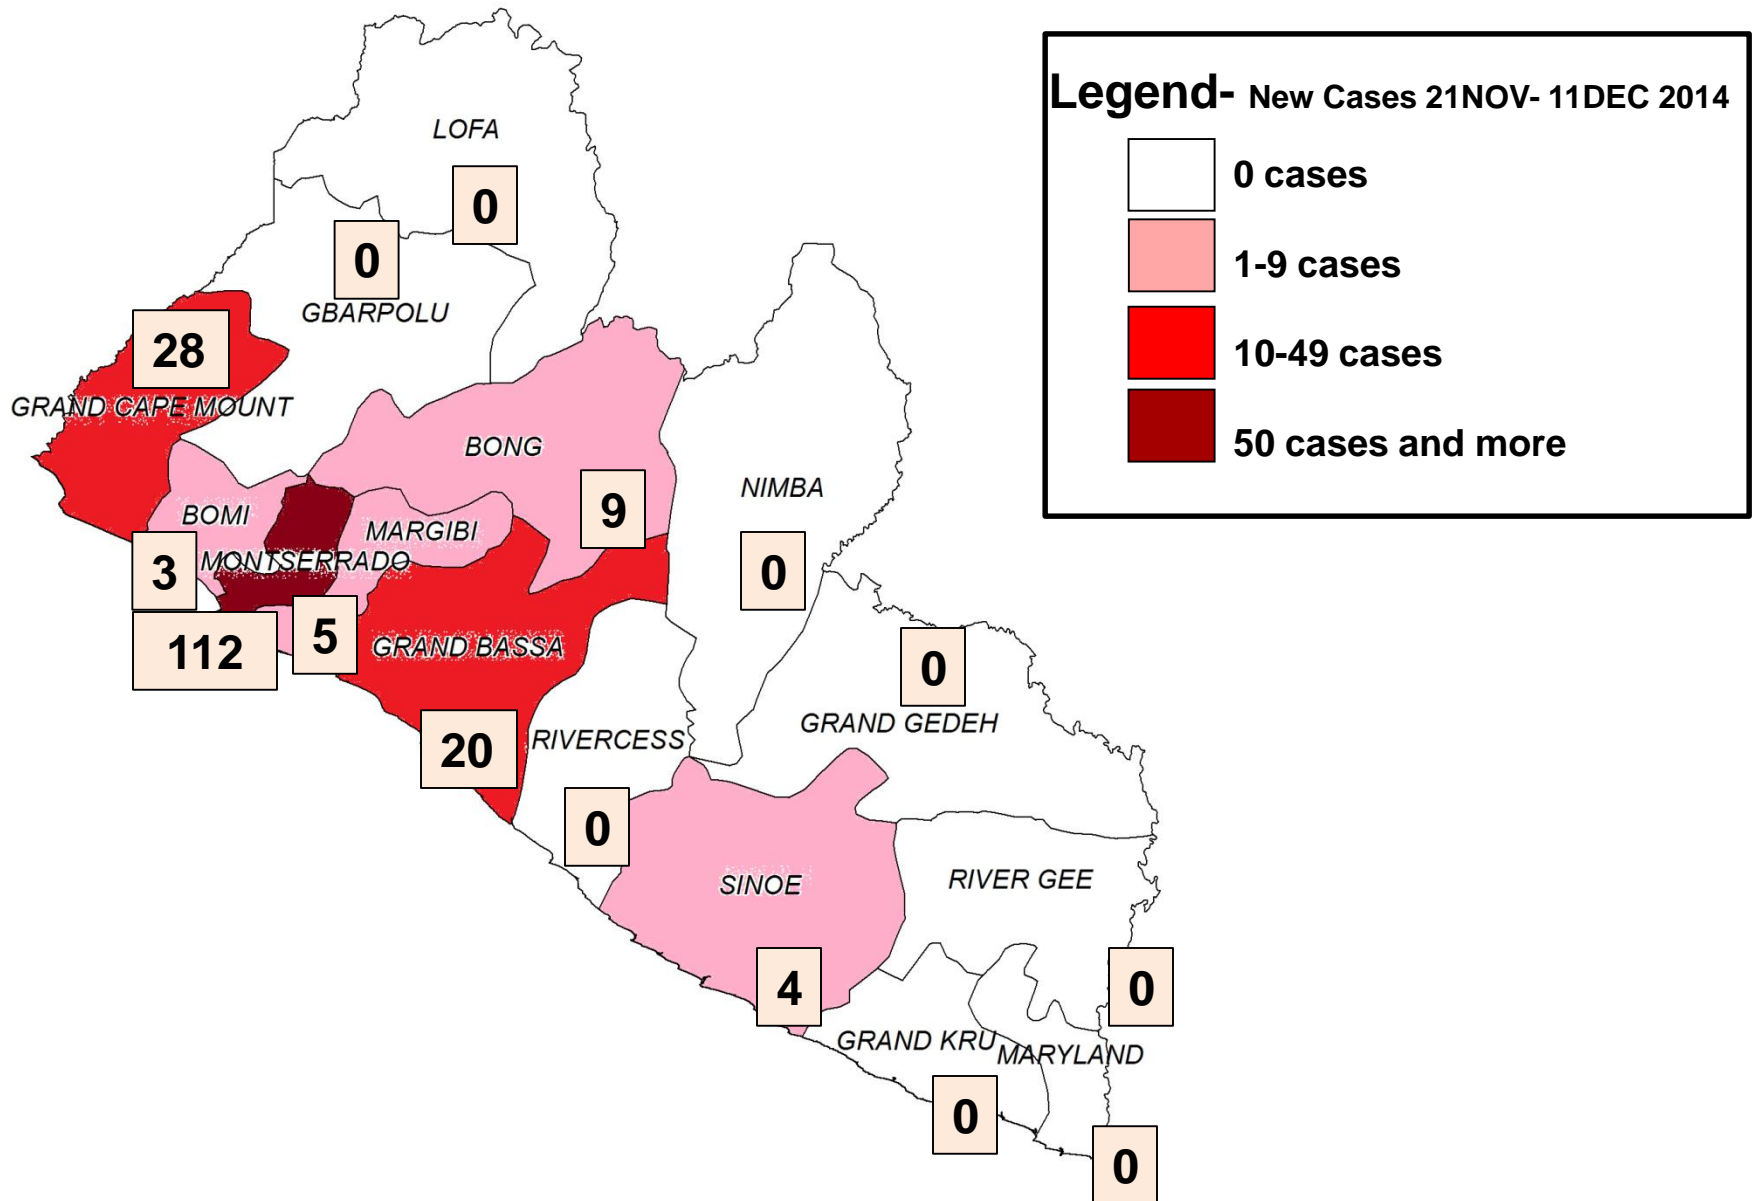 Legend- New Cases 21NOV- 11DEC 2014
0 cases
1-9 cases
10-49 cases
50 cases and more
LOFA
0
0
GBARPOLU
28
GRAND CAPE MOUNT
BONG
9
NIMBA
0
BOMI
MARGIBI
3
MONTSERRADO
112
5
GRAND BASSA
20
0
GRAND GEDEH
RIVERCESS
0
SINOE
4
RIVER GEE
0
GRAND KRU
0
MARYLAND
0